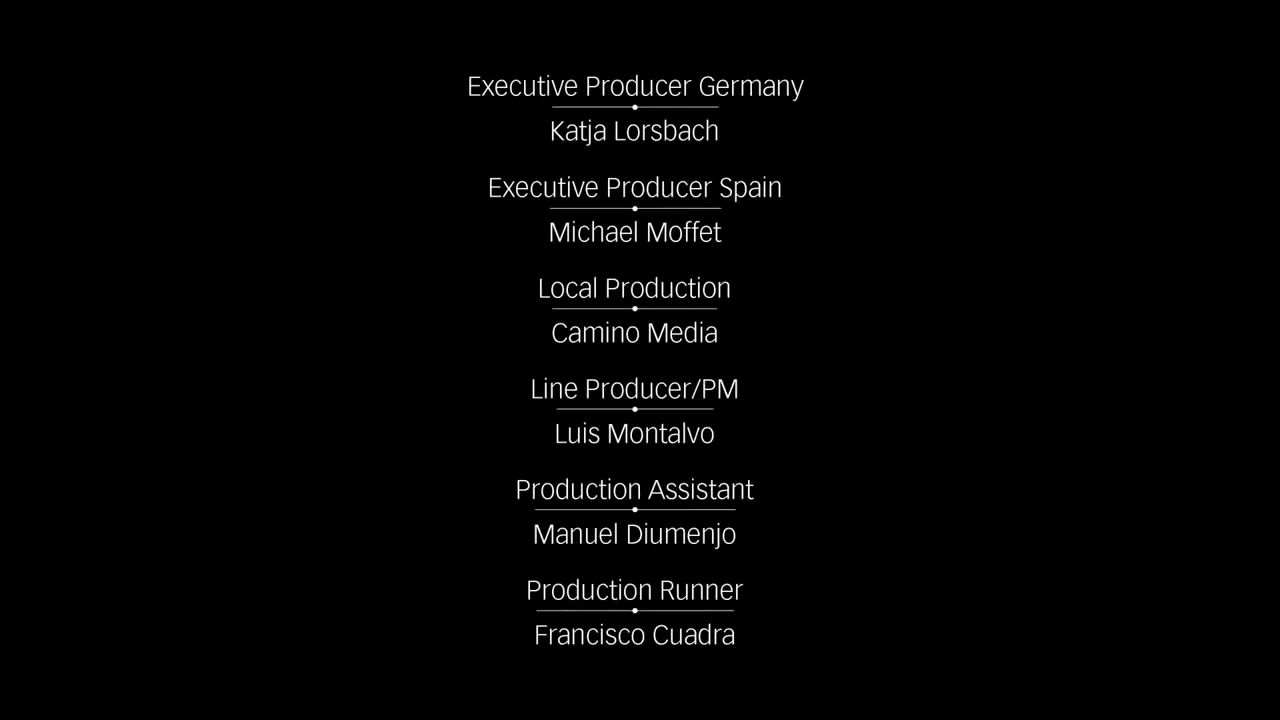 Executive Producer Germany
Katja Lorsbach
Executive Producer Spain
Michael Moffet
Local Production
Camino Media
Line Producer/PM
Luis Montalvo
Production Assistant
Manuel Diumenjo
Production Runner
Francisco Cuadra